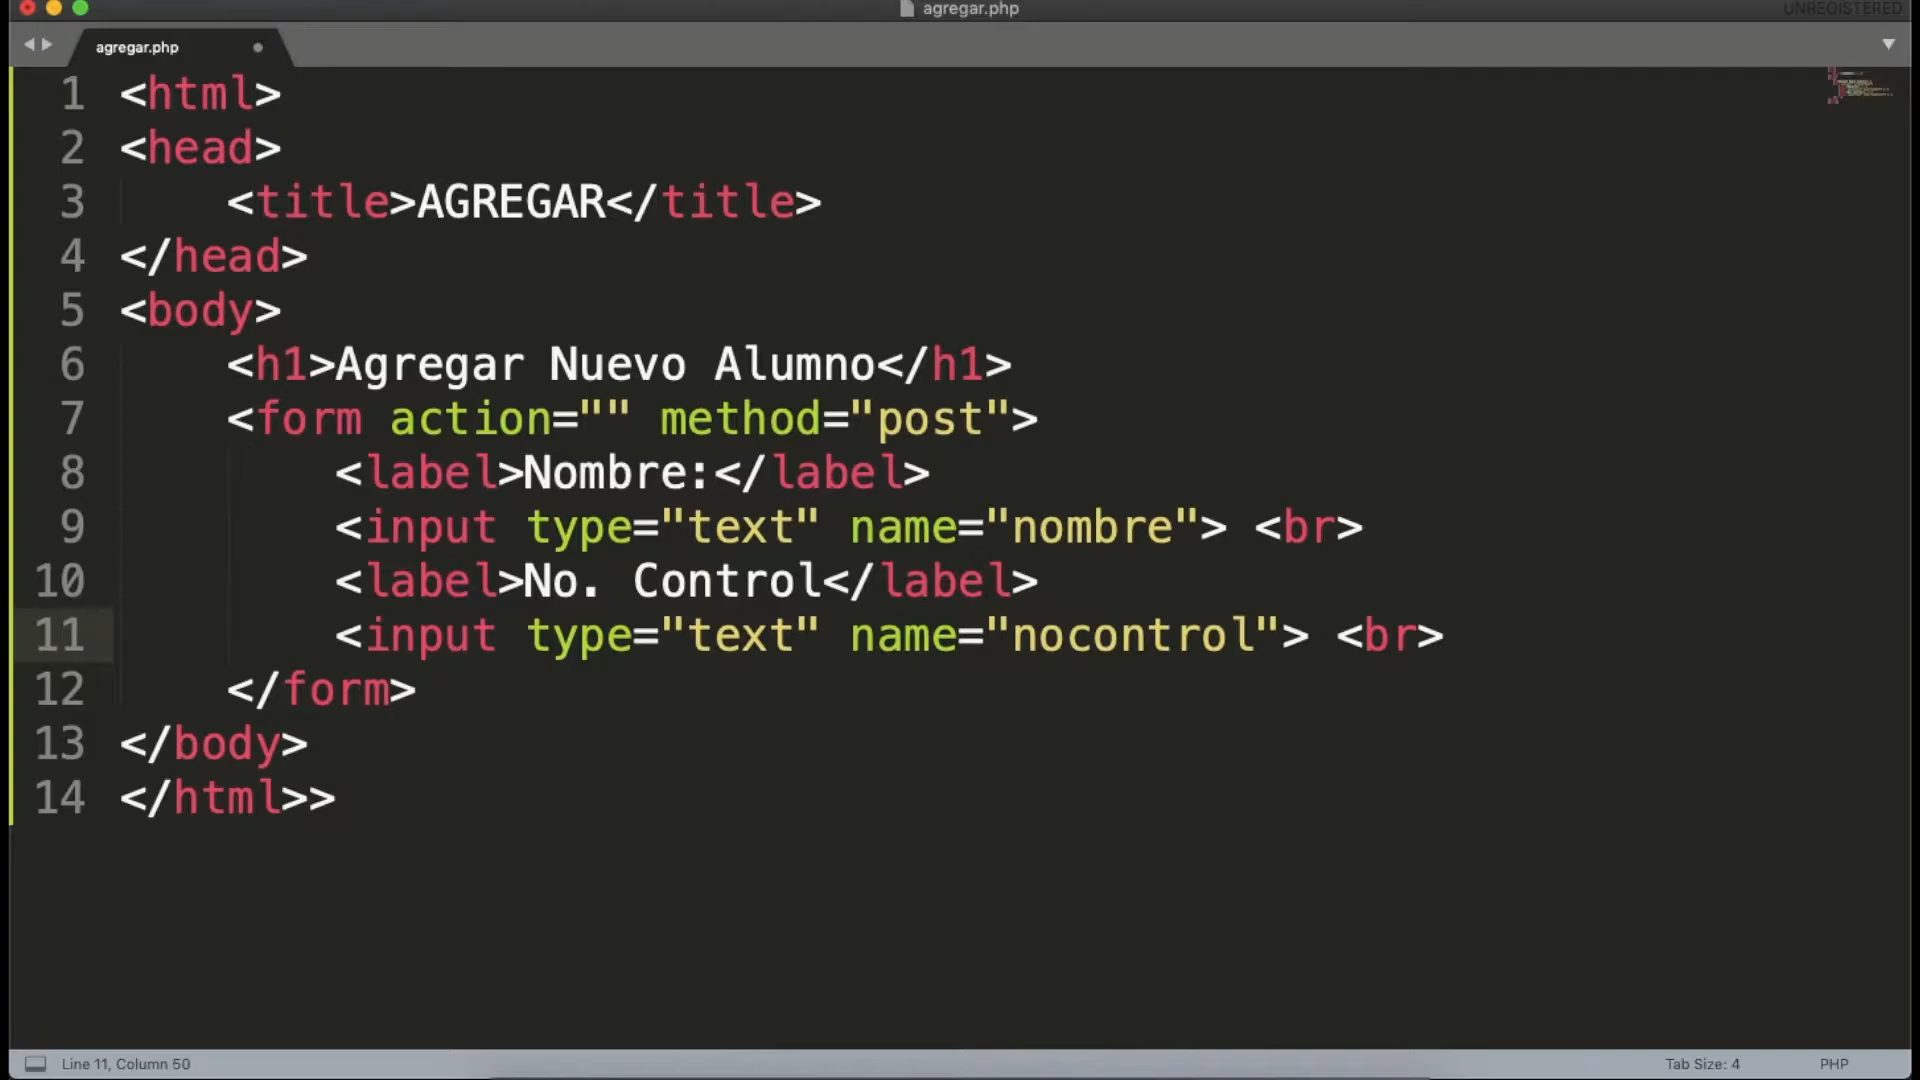 agregar.php
UNREGISTERED
agregar.php
1 <html>
2 <head>
3     <title>AGREGAR</title>
4 </head>
5 <body>
6     <h1>Agregar Nuevo Alumno</h1>
7     <form action="" method="post">
8         <label>Nombre:</label>
9         <input type="text" name="nombre"> <br>
10         <label>No. Control</label>
11         <input type="text" name="nocontrol"> <br>
12     </form>
13 </body>
14 </html>>
Line 11, Column 50
Tab Size: 4
PHP